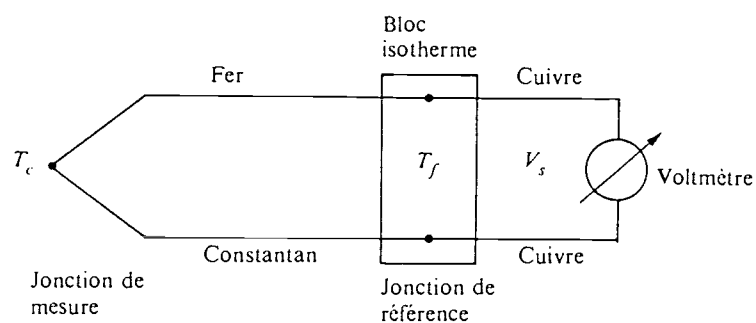 Bloc
isotherme
Fer
Cuivre
T_c
T_f
V_s
Voltmètre
Constantan
Cuivre
Jonction de
mesure
Jonction de
référence